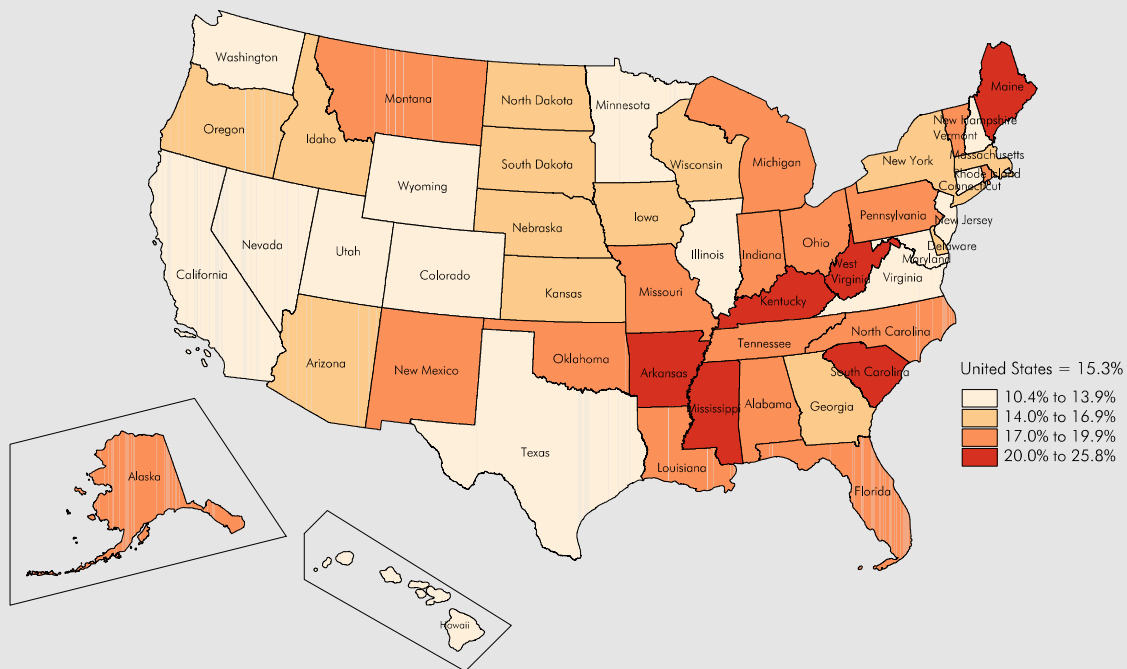 Washington
Maine
Montana
North Dakota
Minnesota
New Hampshire
Vermont
Oregon
Idaho
Massachusetts
New York
South Dakota
Wisconsin
Michigan
Rhode Island
Connecticut
Wyoming
Iowa
Pennsylvania
New Jersey
Nebraska
Ohio
Delaware
Nevada
Utah
Illinois
Indiana
Maryland
West
Virginia
Virginia
California
Colorado
Kansas
Missouri
Kentucky
North Carolina
Tennessee
Arizona
New Mexico
Oklahoma
Arkansas
South Carolina
Mississippi
Alabama
Georgia
Texas
Louisiana
Florida
Alaska
Hawaii
United States = 15.3%
10.4% to 13.9%
14.0% to 16.9%
17.0% to 19.9%
20.0% to 25.8%